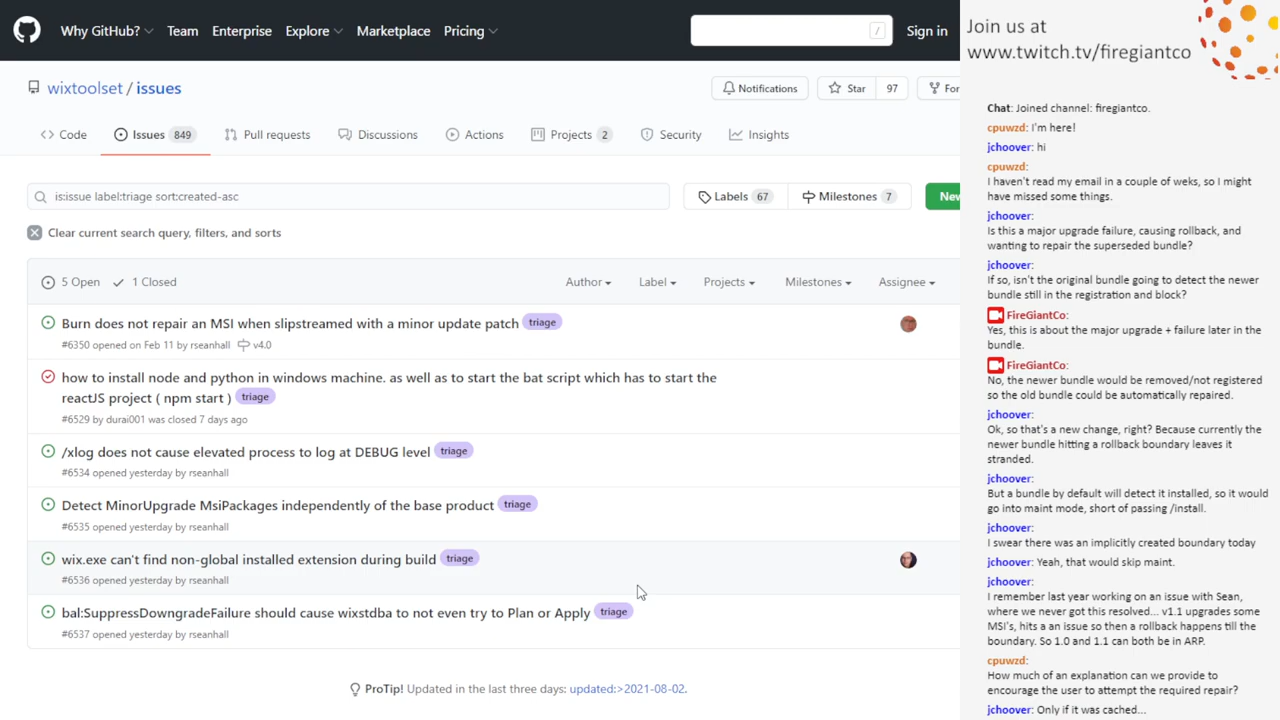 Why GitHub?
Team
Enterprise
Explore
Marketplace
Pricing
/
Sign in
wixtoolset / issues
Notifications
Star
97
For
Code
Issues 849
Pull requests
Discussions
Actions
Projects 2
Security
Insights
is:issue label:triage sort:created-asc
Labels 67
Milestones 7
New
Clear current search query, filters, and sorts
5 Open
1 Closed
Author
Label
Projects
Milestones
Assignee
Burn does not repair an MSI when slipstreamed with a minor update patch triage
#6350 opened on Feb 11 by rseanhall v4.0
how to install node and python in windows machine. as well as to start the bat script which has to start the
reactJS project ( npm start ) triage
#6529 by durai001 was closed 7 days ago
/xlog does not cause elevated process to log at DEBUG level triage
#6534 opened yesterday by rseanhall
Detect MinorUpgrade MsiPackages independently of the base product triage
#6535 opened yesterday by rseanhall
wix.exe can't find non-global installed extension during build triage
#6536 opened yesterday by rseanhall
bal:SuppressDowngradeFailure should cause wixstdba to not even try to Plan or Apply triage
#6537 opened yesterday by rseanhall
ProTip! Updated in the last three days: updated:>2021-08-02.
Join us at
www.twitch.tv/firegiantco
Chat: Joined channel: firegiantco.
cpuwzd: I'm here!
jchoover: hi
cpuwzd:
I haven't read my email in a couple of weks, so I might
have missed some things.
jchoover:
Is this a major upgrade failure, causing rollback, and
wanting to repair the superseded bundle?
jchoover:
If so, isn't the original bundle going to detect the newer
bundle still in the registration and block?
FireGiantCo:
Yes, this is about the major upgrade + failure later in the
bundle.
FireGiantCo:
No, the newer bundle would be removed/not registered
so the old bundle could be automatically repaired.
jchoover:
Ok, so that's a new change, right? Because currently the
newer bundle hitting a rollback boundary leaves it
stranded.
jchoover:
But a bundle by default will detect it installed, so it would
go into maint mode, short of passing /install.
jchoover:
I swear there was an implicitly created boundary today
jchoover: Yeah, that would skip maint.
jchoover:
I remember last year working on an issue with Sean,
where we never got this resolved... v1.1 upgrades some
MSI's, hits a an issue so then a rollback happens till the
boundary. So 1.0 and 1.1 can both be in ARP.
cpuwzd:
How much of an explanation can we provide to
encourage the user to attempt the required repair?
jchoover: Only if it was cached...